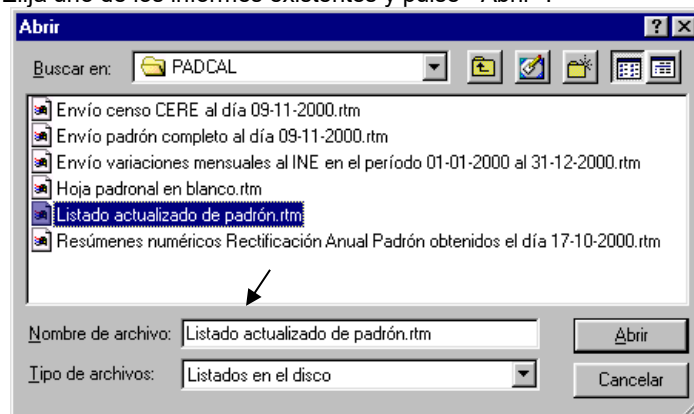 Elija uno de los informes existentes y pulse "Abrir".
Abrir
Buscar en: PADCAL
Envío censo CERE al día 09-11-2000.rtm
Envío padrón completo al día 09-11-2000.rtm
Envío variaciones mensuales al INE en el período 01-01-2000 al 31-12-2000.rtm
Hoja padronal en blanco.rtm
Listado actualizado de padrón.rtm
Resúmenes numéricos Rectificación Anual Padrón obtenidos el día 17-10-2000.rtm
Nombre de archivo: Listado actualizado de padrón.rtm Abrir
Tipo de archivos: Listados en el disco Cancelar